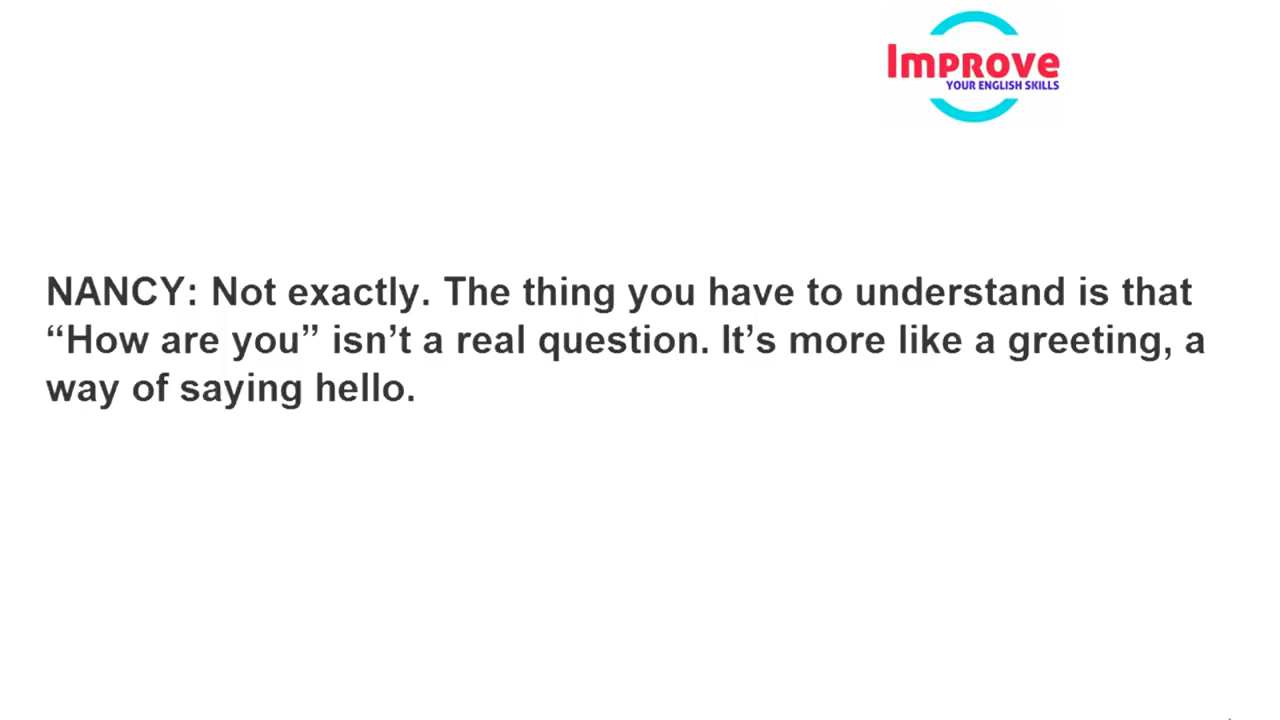 Improve
YOUR ENGLISH SKILLS
NANCY: Not exactly. The thing you have to understand is that
“How are you” isn’t a real question. It’s more like a greeting, a
way of saying hello.